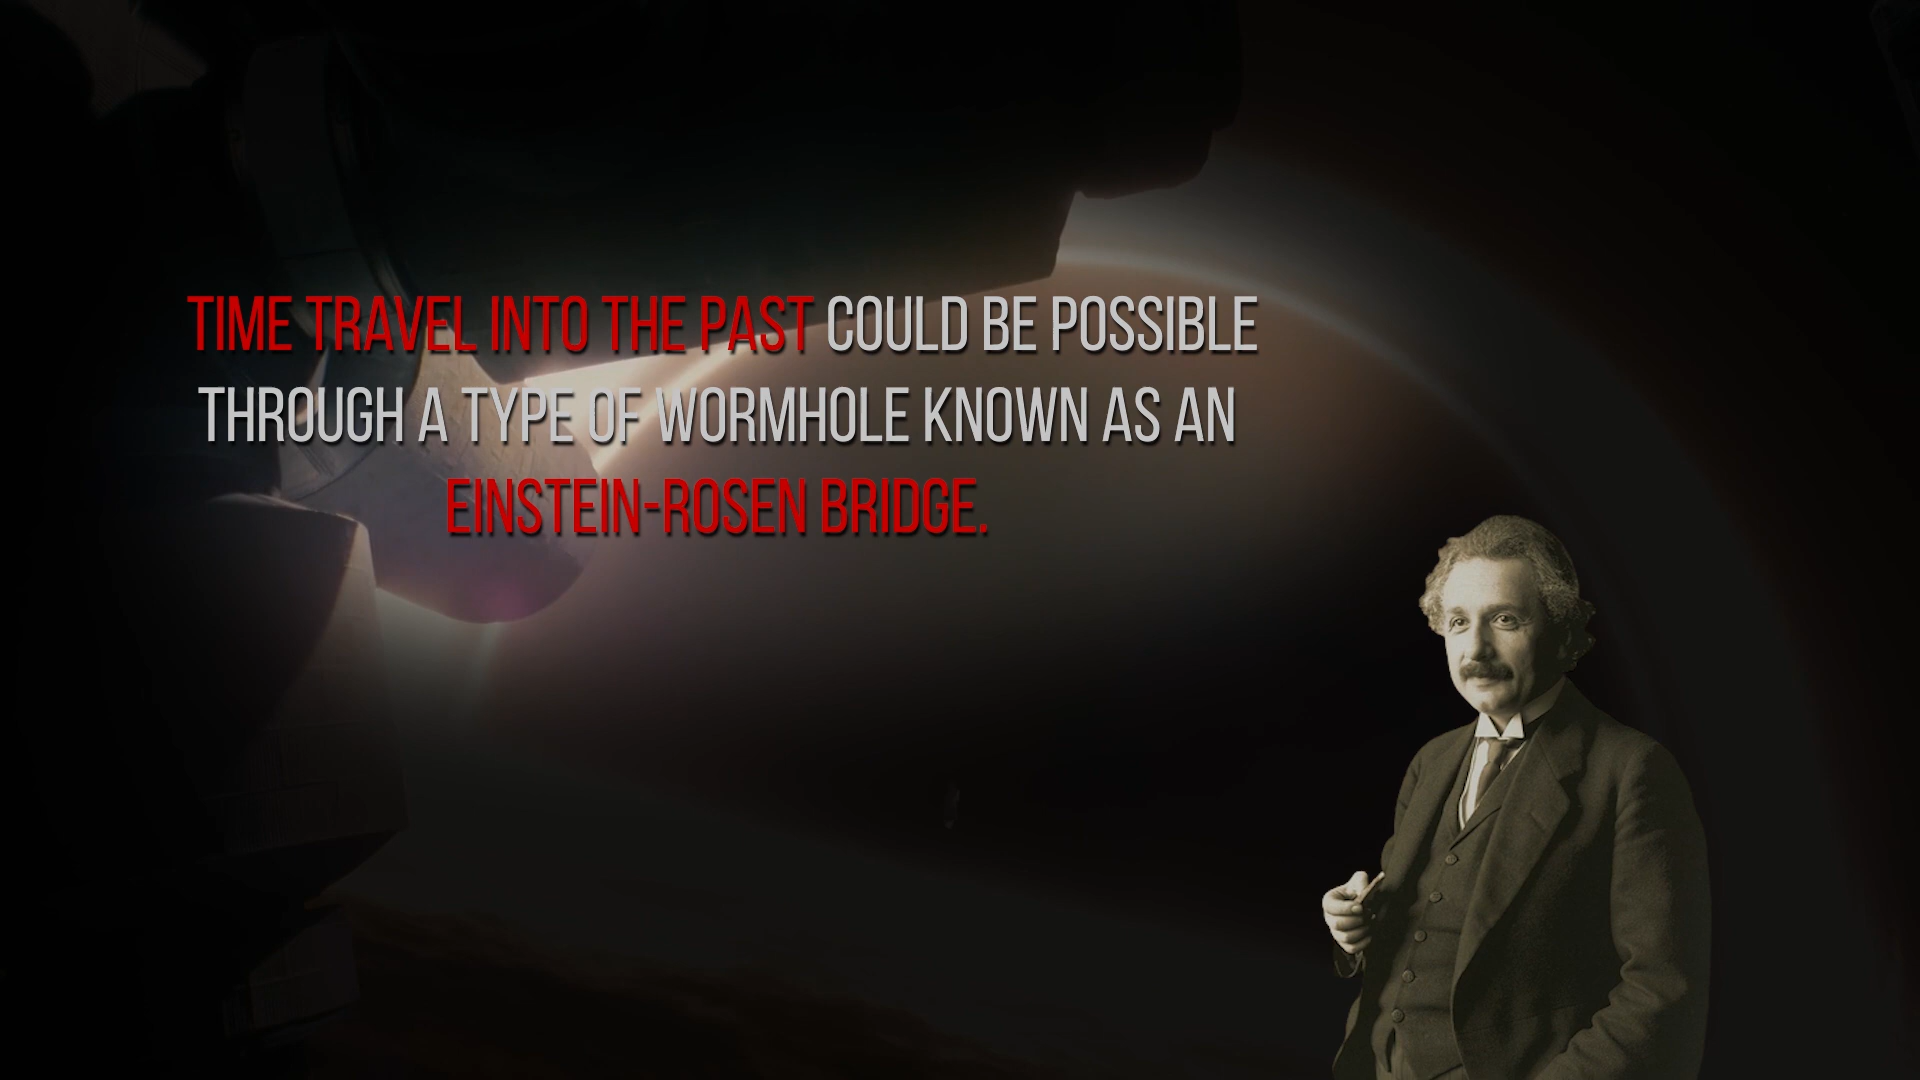 TIME TRAVEL INTO THE PAST COULD BE POSSIBLE
THROUGH A TYPE OF WORMHOLE KNOWN AS AN
EINSTEIN-ROSEN BRIDGE.